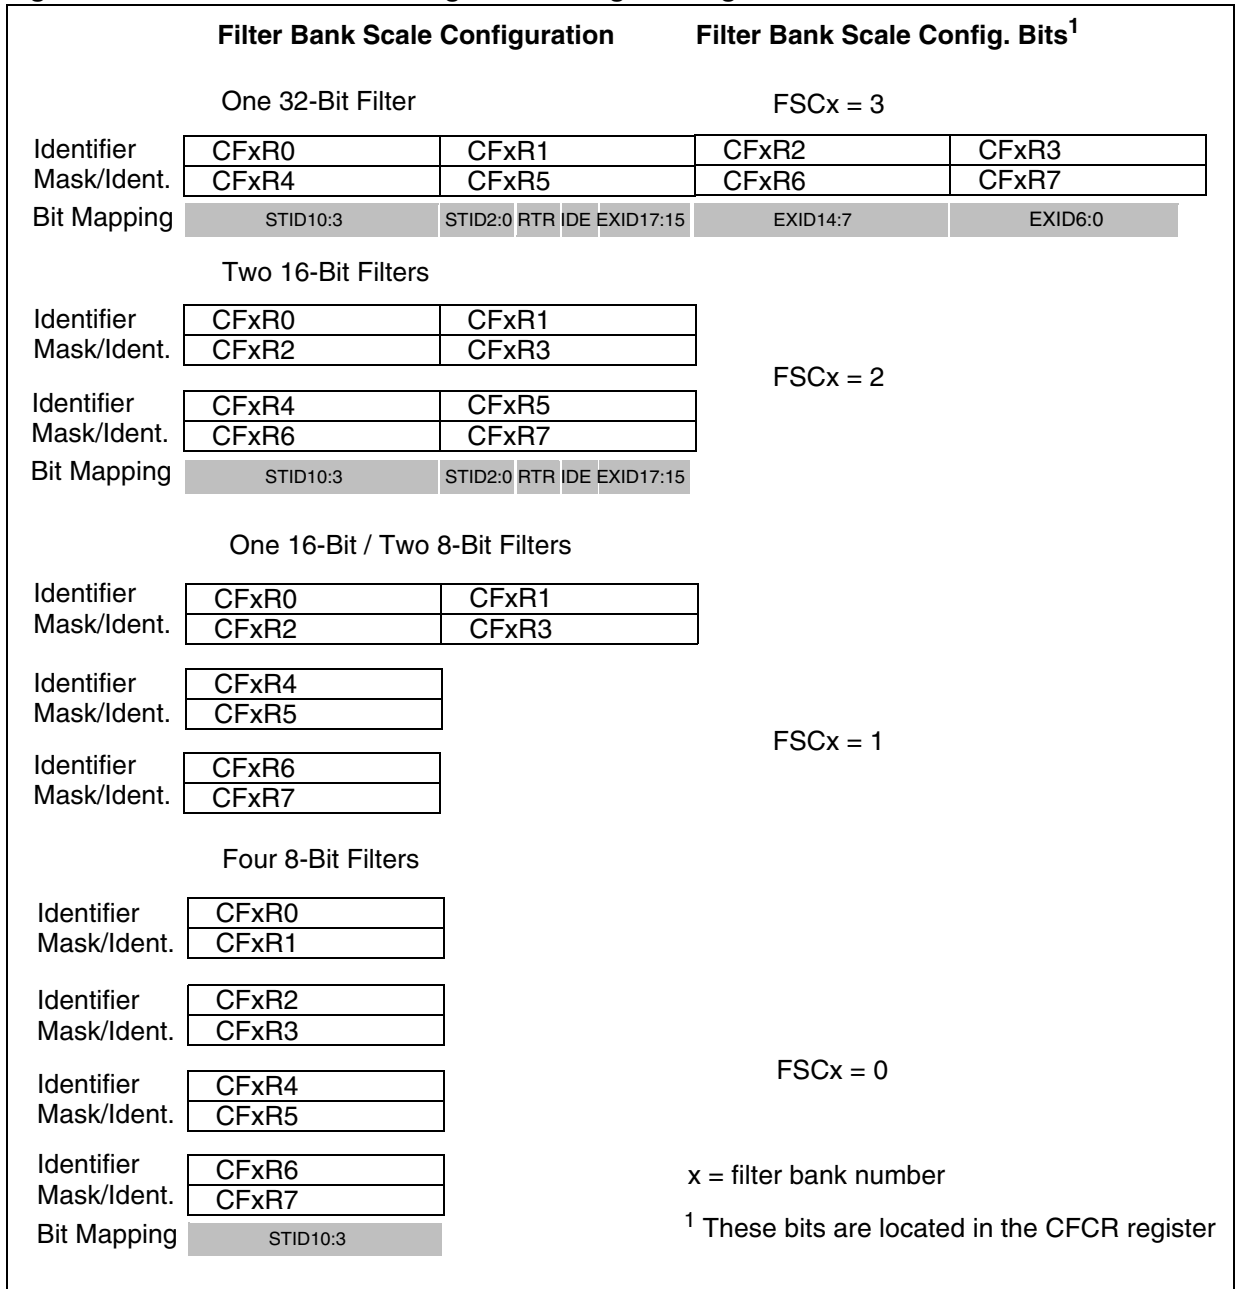 Filter Bank Scale Configuration Filter Bank Scale Config. Bits1
One 32-Bit Filter FSCx = 3
Identifier CFxR0 CFxR1 CFxR2 CFxR3
Mask/Ident. CFxR4 CFxR5 CFxR6 CFxR7
Bit Mapping STID10:3 STID2:0 RTR IDE EXID17:15 EXID14:7 EXID6:0
Two 16-Bit Filters
Identifier CFxR0 CFxR1
Mask/Ident. CFxR2 CFxR3
FSCx = 2
Identifier CFxR4 CFxR5
Mask/Ident. CFxR6 CFxR7
Bit Mapping STID10:3 STID2:0 RTR IDE EXID17:15
One 16-Bit / Two 8-Bit Filters
Identifier CFxR0 CFxR1
Mask/Ident. CFxR2 CFxR3
Identifier CFxR4
Mask/Ident. CFxR5
FSCx = 1
Identifier CFxR6
Mask/Ident. CFxR7
Four 8-Bit Filters
Identifier CFxR0
Mask/Ident. CFxR1
Identifier CFxR2
Mask/Ident. CFxR3
FSCx = 0
Identifier CFxR4
Mask/Ident. CFxR5
Identifier CFxR6
Mask/Ident. CFxR7
x = filter bank number
Bit Mapping STID10:3
1 These bits are located in the CFCR register